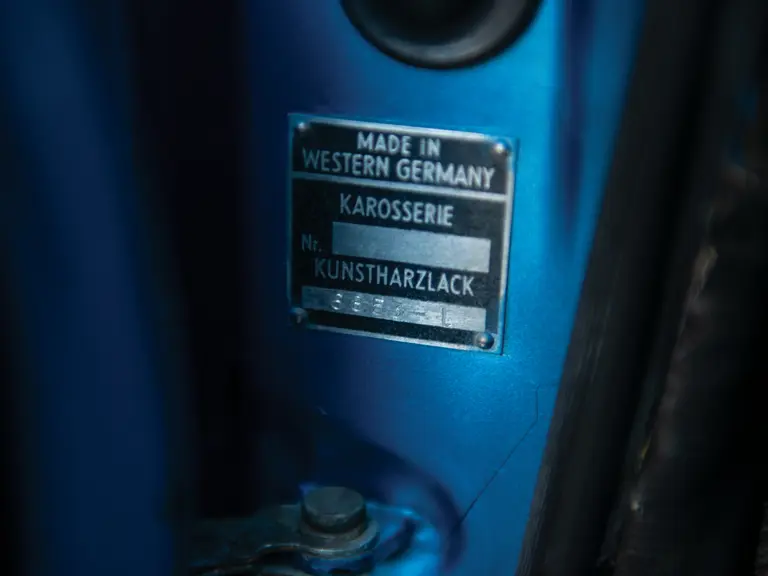 MADE IN
WESTERN GERMANY
KAROSSERIE
Nr.
KUNSTHARZLACK